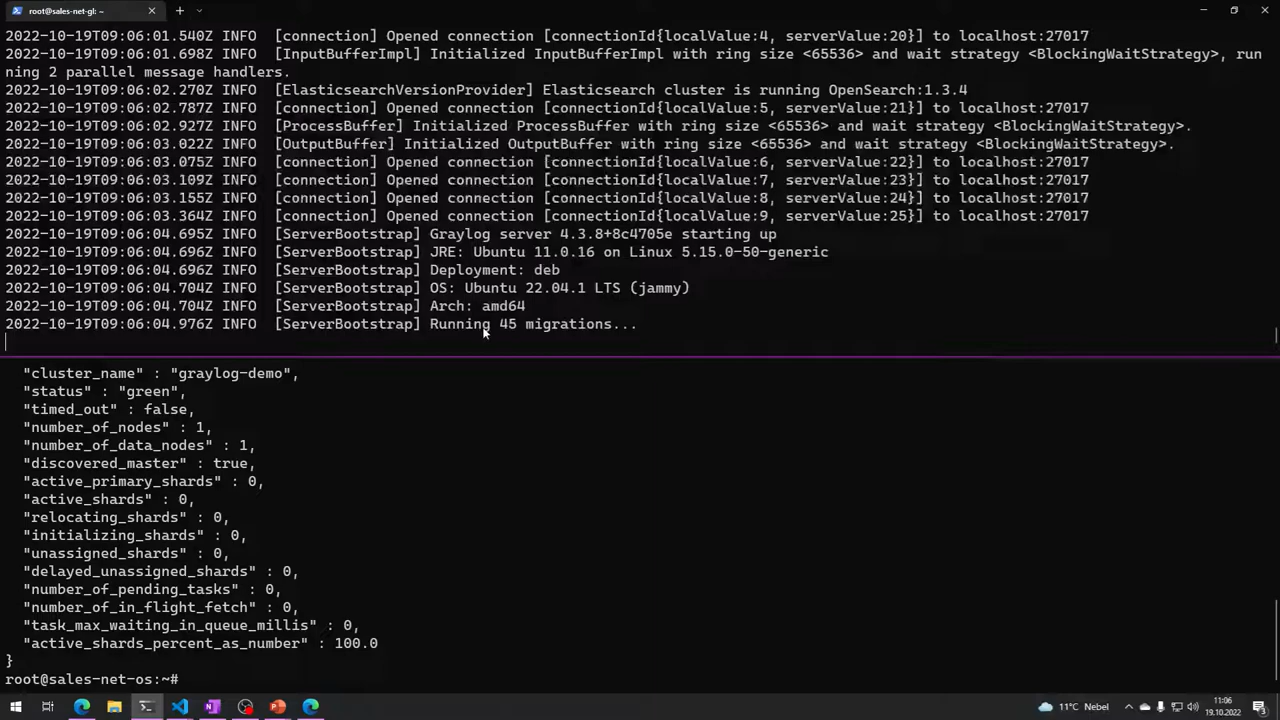 root@sales-net-gl: ~
2022-10-19T09:06:01.540Z INFO  [connection] Opened connection [connectionId{localValue:4, serverValue:20}] to localhost:27017
2022-10-19T09:06:01.698Z INFO  [InputBufferImpl] Initialized InputBufferImpl with ring size <65536> and wait strategy <BlockingWaitStrategy>, run
ning 2 parallel message handlers.
2022-10-19T09:06:02.270Z INFO  [ElasticsearchVersionProvider] Elasticsearch cluster is running OpenSearch:1.3.4
2022-10-19T09:06:02.787Z INFO  [connection] Opened connection [connectionId{localValue:5, serverValue:21}] to localhost:27017
2022-10-19T09:06:02.927Z INFO  [ProcessBuffer] Initialized ProcessBuffer with ring size <65536> and wait strategy <BlockingWaitStrategy>.
2022-10-19T09:06:03.022Z INFO  [OutputBuffer] Initialized OutputBuffer with ring size <65536> and wait strategy <BlockingWaitStrategy>.
2022-10-19T09:06:03.075Z INFO  [connection] Opened connection [connectionId{localValue:6, serverValue:22}] to localhost:27017
2022-10-19T09:06:03.109Z INFO  [connection] Opened connection [connectionId{localValue:7, serverValue:23}] to localhost:27017
2022-10-19T09:06:03.155Z INFO  [connection] Opened connection [connectionId{localValue:8, serverValue:24}] to localhost:27017
2022-10-19T09:06:03.364Z INFO  [connection] Opened connection [connectionId{localValue:9, serverValue:25}] to localhost:27017
2022-10-19T09:06:04.695Z INFO  [ServerBootstrap] Graylog server 4.3.8+8c4705e starting up
2022-10-19T09:06:04.696Z INFO  [ServerBootstrap] JRE: Ubuntu 11.0.16 on Linux 5.15.0-50-generic
2022-10-19T09:06:04.696Z INFO  [ServerBootstrap] Deployment: deb
2022-10-19T09:06:04.704Z INFO  [ServerBootstrap] OS: Ubuntu 22.04.1 LTS (jammy)
2022-10-19T09:06:04.704Z INFO  [ServerBootstrap] Arch: amd64
2022-10-19T09:06:04.976Z INFO  [ServerBootstrap] Running 45 migrations...
"cluster_name" : "graylog-demo",
"status" : "green",
"timed_out" : false,
"number_of_nodes" : 1,
"number_of_data_nodes" : 1,
"discovered_master" : true,
"active_primary_shards" : 0,
"active_shards" : 0,
"relocating_shards" : 0,
"initializing_shards" : 0,
"unassigned_shards" : 0,
"delayed_unassigned_shards" : 0,
"number_of_pending_tasks" : 0,
"number_of_in_flight_fetch" : 0,
"task_max_waiting_in_queue_millis" : 0,
"active_shards_percent_as_number" : 100.0
}
root@sales-net-os:~#
11°C Nebel
11:06
19.10.2022